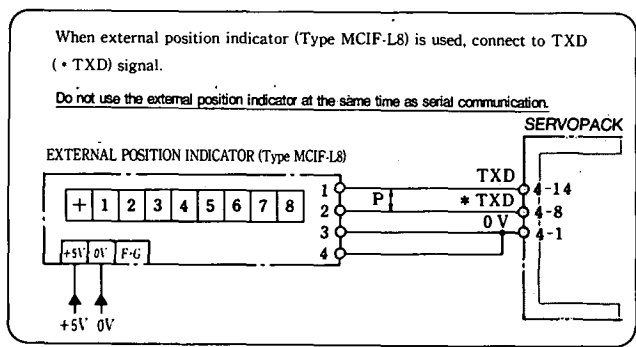 When external position indicator (Type MCIF-L8) is used, connect to TXD
( * TXD) signal.
Do not use the external position indicator at the same time as serial communication.
SERVOPACK
EXTERNAL POSITION INDICATOR (Type MCIF-L8)
+ 1 2 3 4 5 6 7 8
+5V 0V F·G
+5V 0V
1
2
3
4
P
TXD
* TXD
0 V
4-14
4-8
4-1